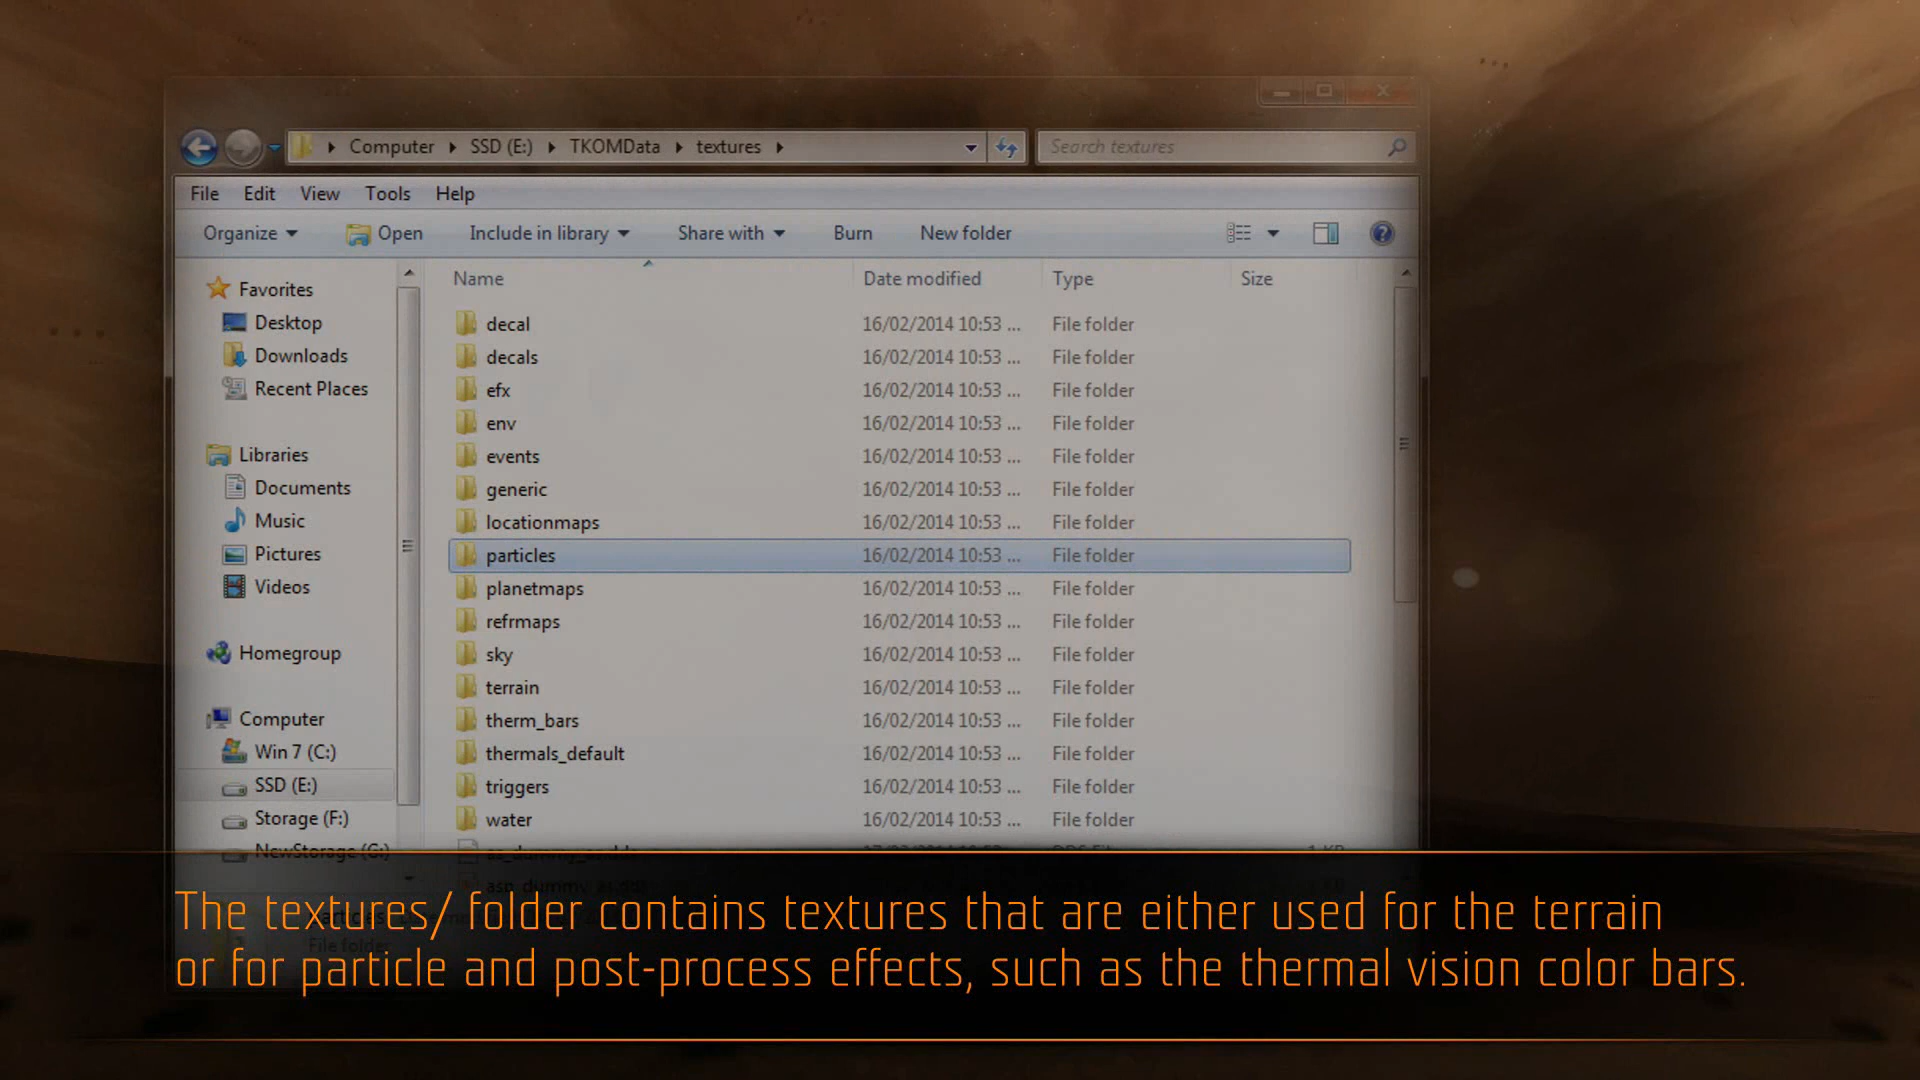 Computer SSD (E:) TKOMData textures Search textures
File Edit View Tools Help
Organize Open Include in library Share with Burn New folder
Favorites
Desktop
Downloads
Recent Places
Libraries
Documents
Music
Pictures
Videos
Homegroup
Computer
Win 7 (C:)
SSD (E:)
Storage (F:)
NewStorage (G:)
Name Date modified Type Size
decal 16/02/2014 10:53 ... File folder
decals 16/02/2014 10:53 ... File folder
efx 16/02/2014 10:53 ... File folder
env 16/02/2014 10:53 ... File folder
events 16/02/2014 10:53 ... File folder
generic 16/02/2014 10:53 ... File folder
locationmaps 16/02/2014 10:53 ... File folder
particles 16/02/2014 10:53 ... File folder
planetmaps 16/02/2014 10:53 ... File folder
refrmaps 16/02/2014 10:53 ... File folder
sky 16/02/2014 10:53 ... File folder
terrain 16/02/2014 10:53 ... File folder
therm_bars 16/02/2014 10:53 ... File folder
thermals_default 16/02/2014 10:53 ... File folder
triggers 16/02/2014 10:53 ... File folder
water 16/02/2014 10:53 ... File folder
File folder
The textures/ folder contains textures that are either used for the terrain
or for particle and post-process effects, such as the thermal vision color bars.